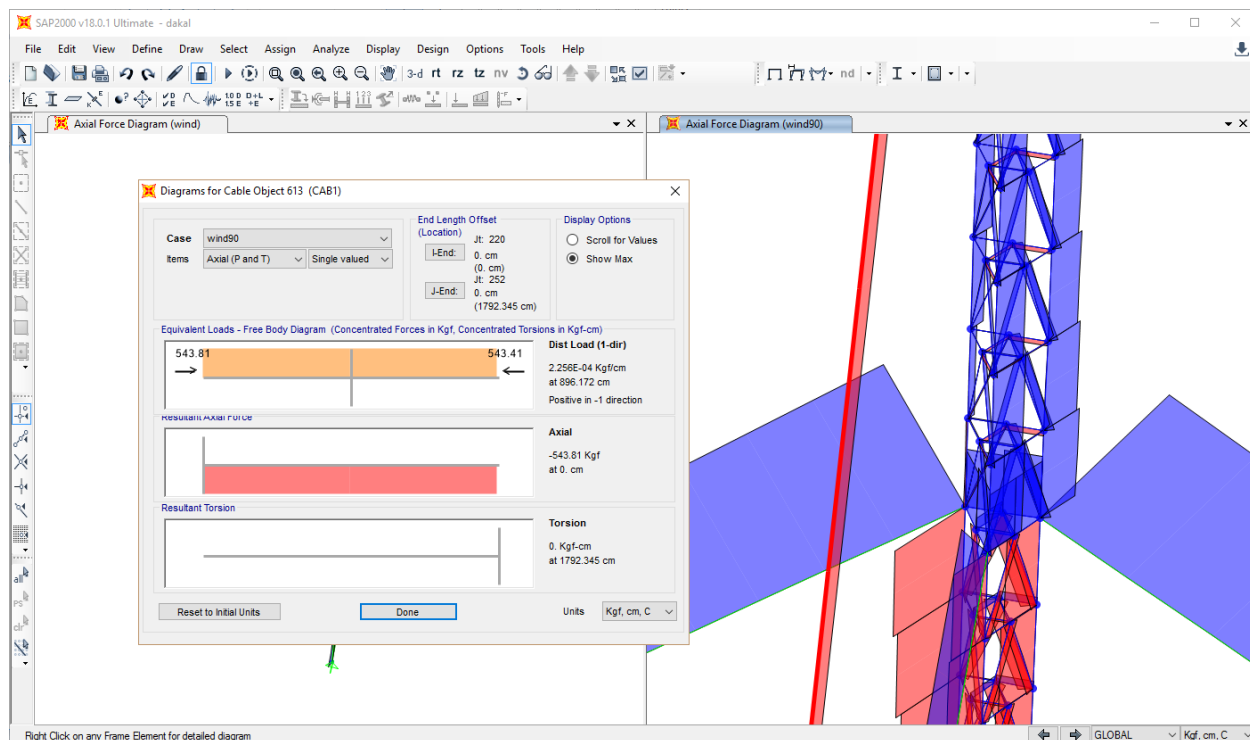 SAP2000 v18.0.1 Ultimate - dakal
File Edit View Define Draw Select Assign Analyze Display Design Options Tools Help
3-d rt rz tz nv
nd
Axial Force Diagram (wind)
Axial Force Diagram (wind90)
Diagrams for Cable Object 613 (CAB1)
Case wind90
Items Axial (P and T) Single valued
End Length Offset
(Location)
I-End:
Jt: 220
0. cm
(0. cm)
J-End:
Jt: 252
0. cm
(1792.345 cm)
Display Options
Scroll for Values
Show Max
Equivalent Loads - Free Body Diagram (Concentrated Forces in Kgf, Concentrated Torsions in Kgf-cm)
543.81
543.41
Dist Load (1-dir)
2.256E-04 Kgf/cm
at 896.172 cm
Positive in -1 direction
Resultant Axial Force
Axial
-543.81 Kgf
at 0. cm
Resultant Torsion
Torsion
0. Kgf-cm
at 1792.345 cm
Reset to Initial Units
Done
Units Kgf, cm, C
all
ps
clr
Right Click on any Frame Element for detailed diagram
GLOBAL
Kgf, cm, C